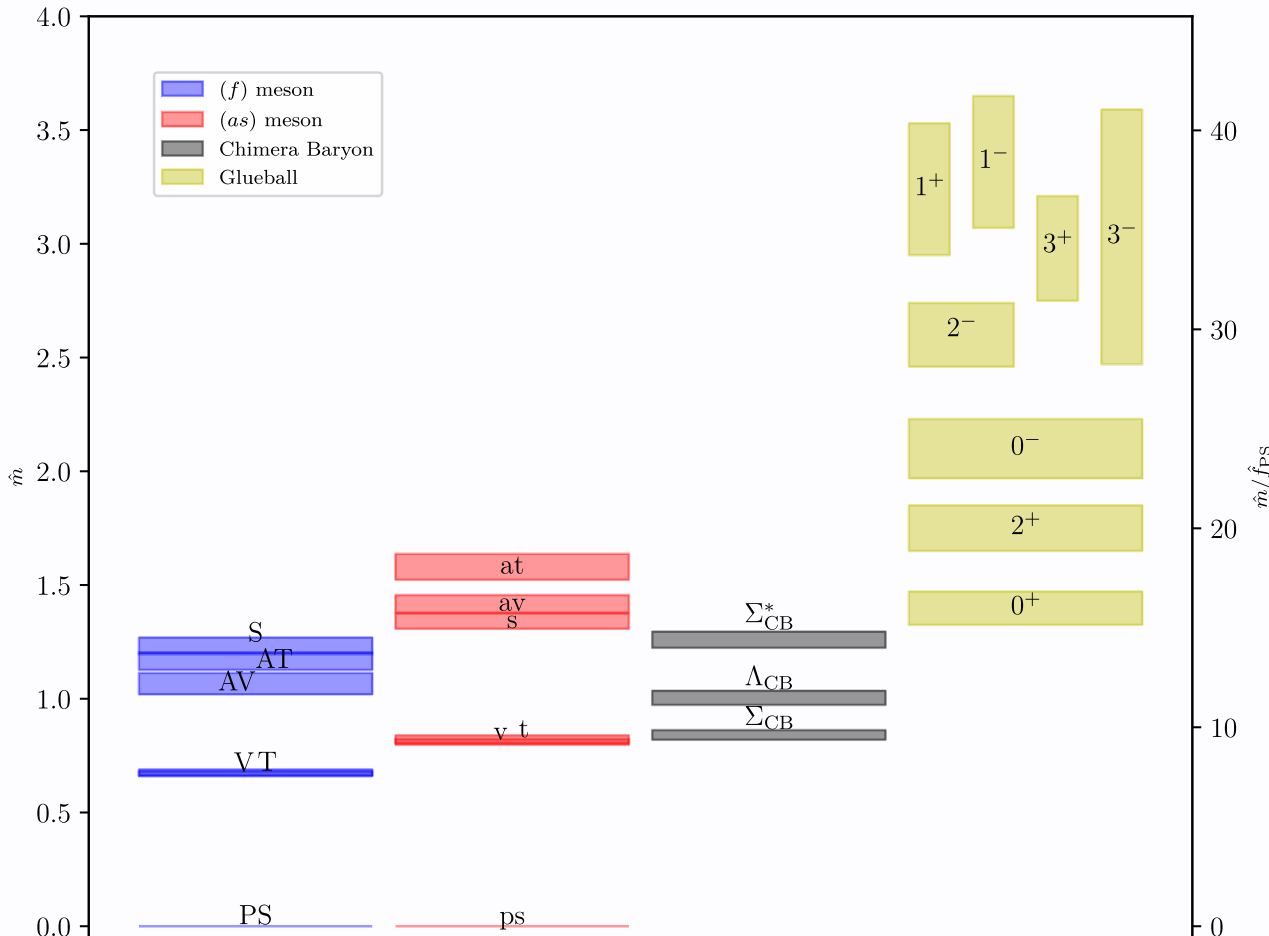 4.0
3.5
3.0
2.5
2.0
1.5
1.0
0.5
0.0
m̂
(f) meson
(as) meson
Chimera Baryon
Glueball
S
AT
AV
V T
PS
at
av
s
v t
ps
Σ*CB
ΛCB
ΣCB
1⁺
1⁻
3⁺
3⁻
2⁻
0⁻
2⁺
0⁺
40
30
20
10
0
m̂/f̂PS